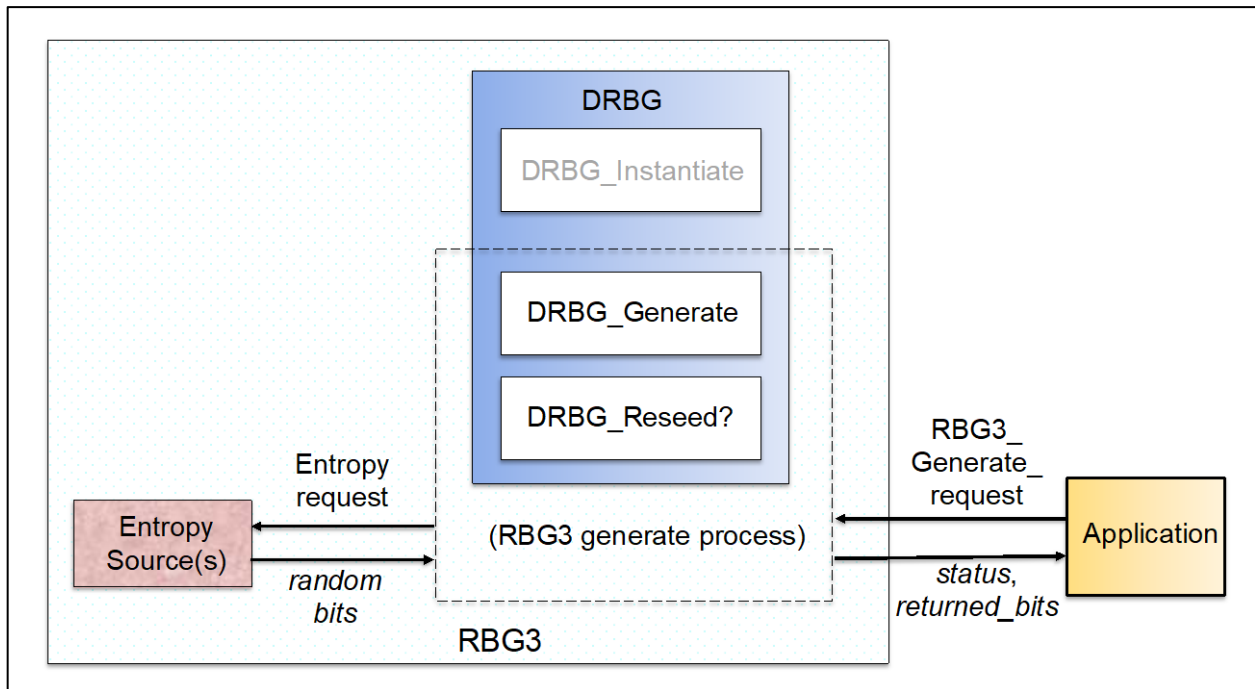 DRBG
DRBG_Instantiate
DRBG_Generate
DRBG_Reseed?
Entropy
request
Entropy
Source(s)
random
bits
(RBG3 generate process)
RBG3_
Generate_
request
Application
status,
returned_bits
RBG3